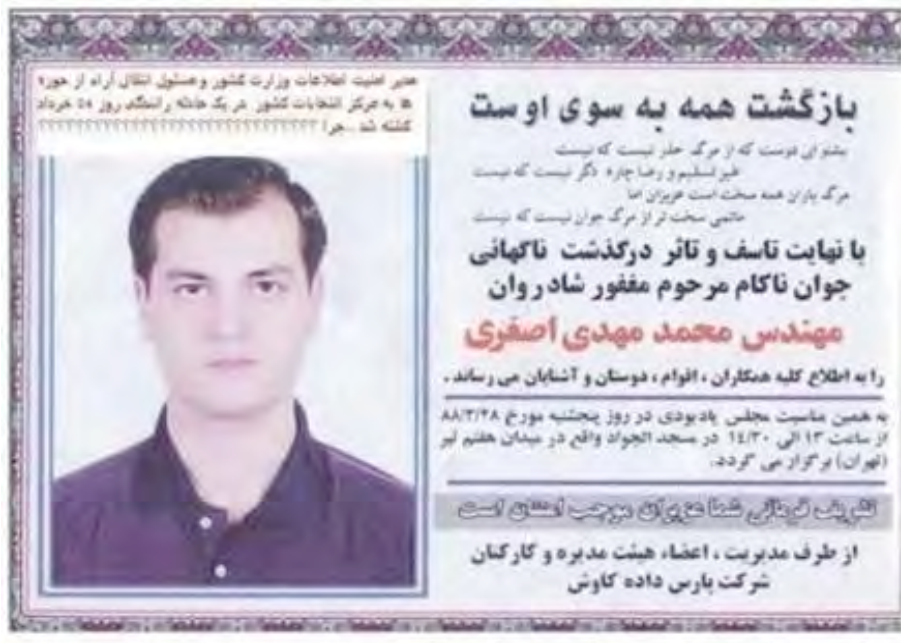 مدیر امنیت اطلاعات وزارت کشور و مسئول انتقال آراء از حوزه
ها به مرکز انتخابات کشور در یک حادثه رانندگی روز ۲۵ خرداد
کشته شد ...چرا ؟؟؟؟؟؟؟؟؟؟؟؟؟؟؟؟؟؟؟؟؟؟؟؟؟؟؟؟؟؟
بازگشت همه به سوی اوست
بشنو ای دوست که از مرگ حذر نیست که نیست
غیر تسلیم و رضا چاره دگر نیست که نیست
مرگ یاران همه سخت است عزیزان اما
ماتمی سخت تر از مرگ جوان نیست که نیست
با نهایت تاسف و تاثر درگذشت ناگهانی
جوان ناکام مرحوم مغفور شادروان
مهندس محمد مهدی اصغری
را به اطلاع کلیه همکاران ، اقوام ، دوستان و آشنایان می رساند .
به همین مناسبت مجلس یادبودی در روز پنجشنبه مورخ ۸۸/۳/۲۸
از ساعت ۱۳ الی ۱٤/۳۰ در مسجد الجواد واقع در میدان هفتم تیر
(تهران) برگزار می گردد.
تشریف فرمائی شما عزیزان موجب امتنان است
از طرف مدیریت ، اعضاء هیئت مدیره و کارکنان
شرکت پارس داده کاوش